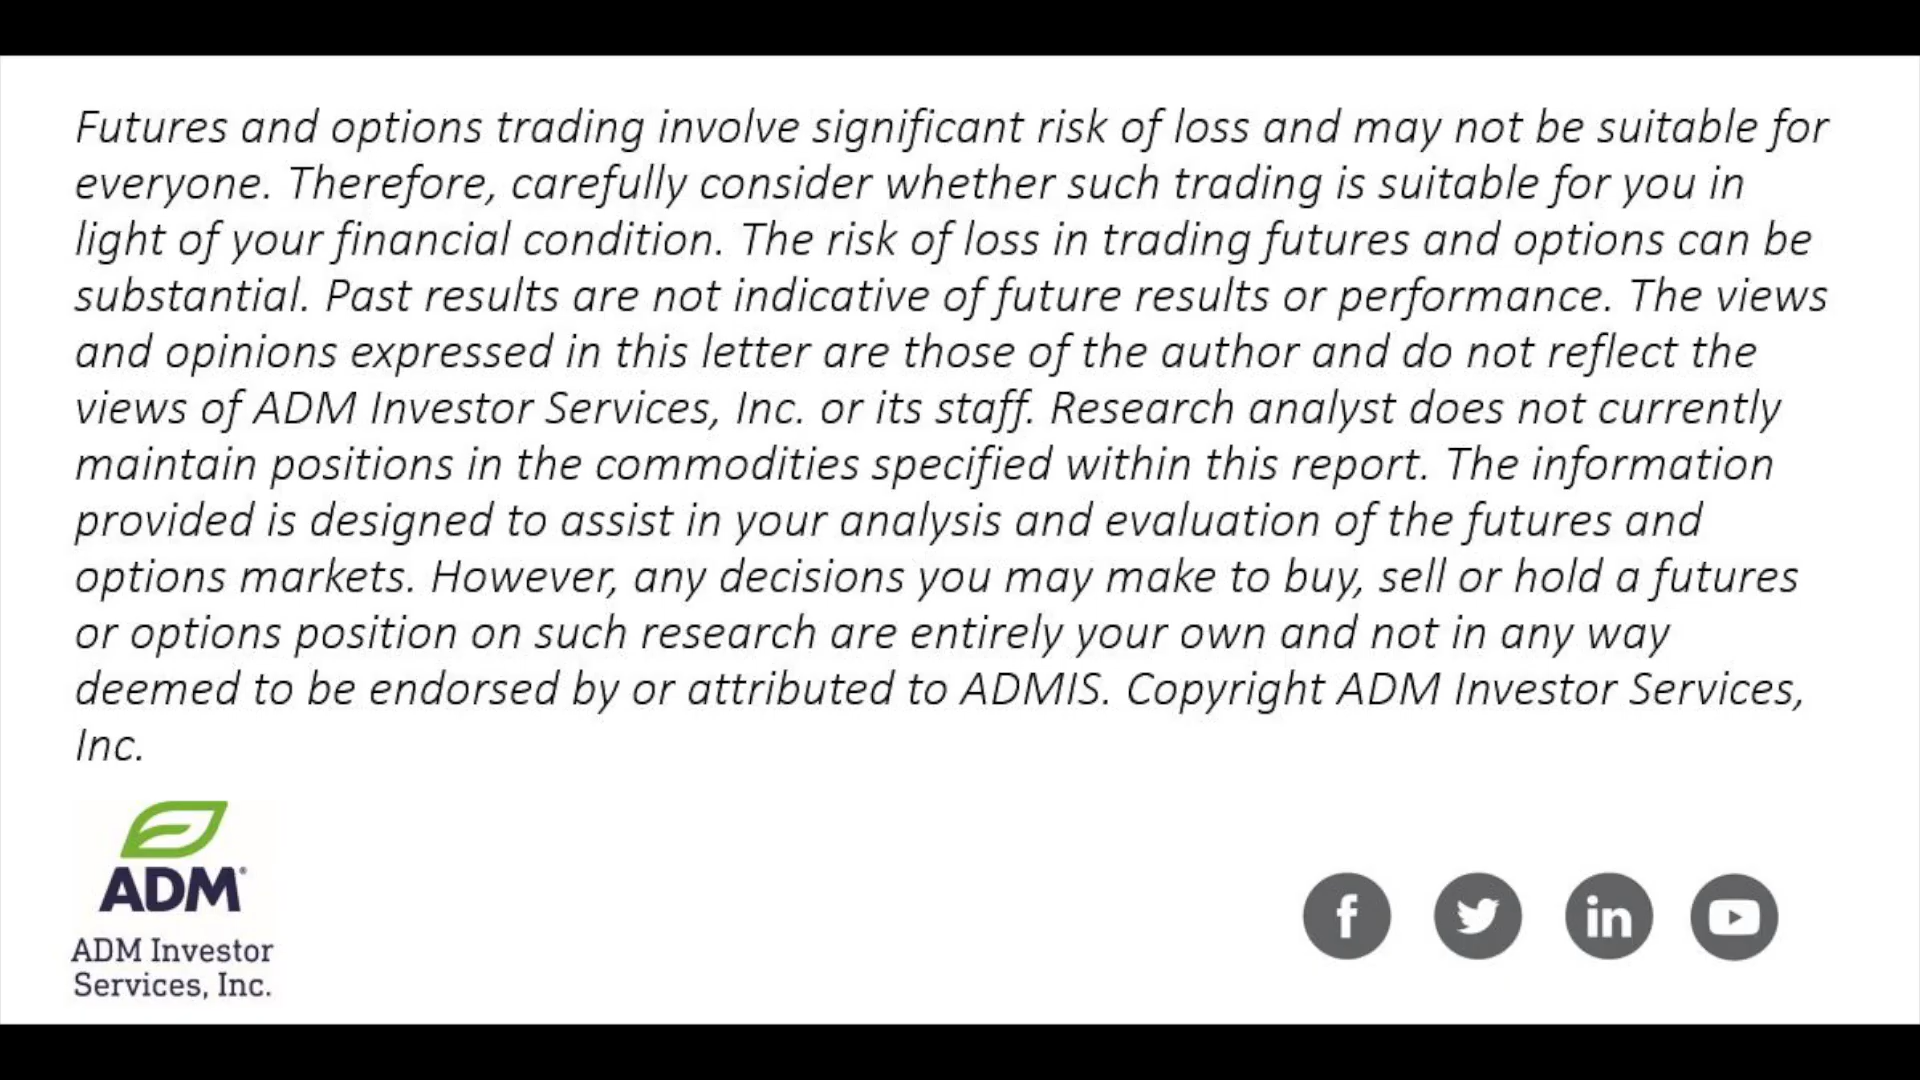 Futures and options trading involve significant risk of loss and may not be suitable for
everyone. Therefore, carefully consider whether such trading is suitable for you in
light of your financial condition. The risk of loss in trading futures and options can be
substantial. Past results are not indicative of future results or performance. The views
and opinions expressed in this letter are those of the author and do not reflect the
views of ADM Investor Services, Inc. or its staff. Research analyst does not currently
maintain positions in the commodities specified within this report. The information
provided is designed to assist in your analysis and evaluation of the futures and
options markets. However, any decisions you may make to buy, sell or hold a futures
or options position on such research are entirely your own and not in any way
deemed to be endorsed by or attributed to ADMIS. Copyright ADM Investor Services,
Inc.
ADM®
ADM Investor
Services, Inc.
f
in